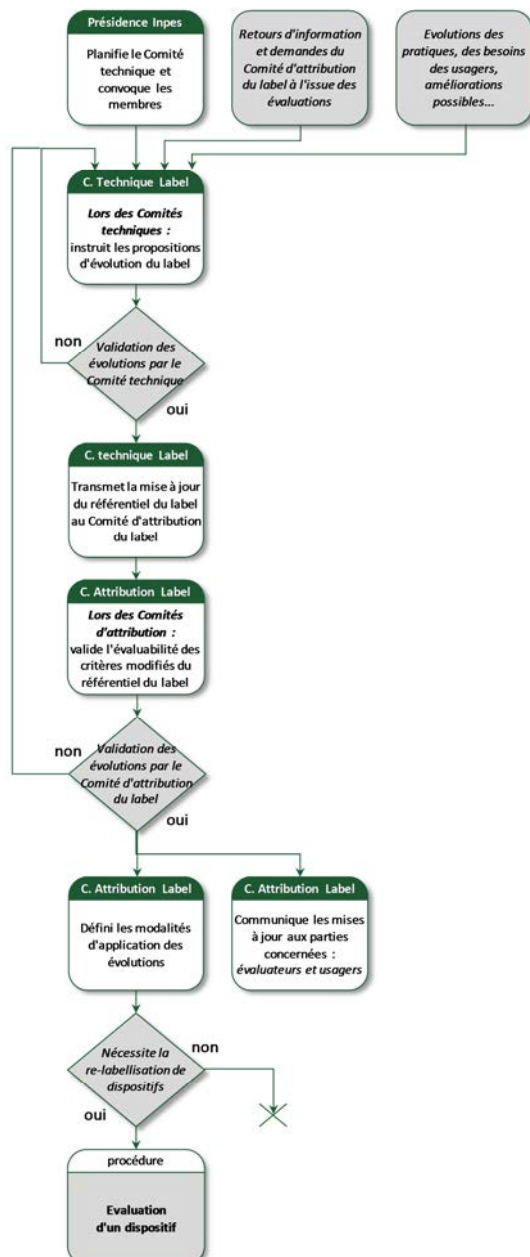 Présidence Inpes
Planifie le Comité
technique et
convoque les
membres
Retours d'information
et demandes du
Comité d'attribution
du label à l'issue des
évaluations
Evolutions des
pratiques, des besoins
des usagers,
améliorations
possibles...
C. Technique Label
Lors des Comités
techniques :
instruit les propositions
d'évolution du label
non
Validation des
évolutions par le
Comité technique
oui
C. technique Label
Transmet la mise à jour
du référentiel du label
au Comité d'attribution
du label
C. Attribution Label
Lors des Comités
d'attribution :
valide l'évaluabilité des
critères modifiés du
référentiel du label
non
Validation des
évolutions par le
Comité d'attribution
du label
oui
C. Attribution Label
Défini les modalités
d'application des
évolutions
C. Attribution Label
Communique les mises
à jour aux parties
concernées :
évaluateurs et usagers
Nécessite la
re-labellisation de
dispositifs
non
oui
procédure
Evaluation
d'un dispositif